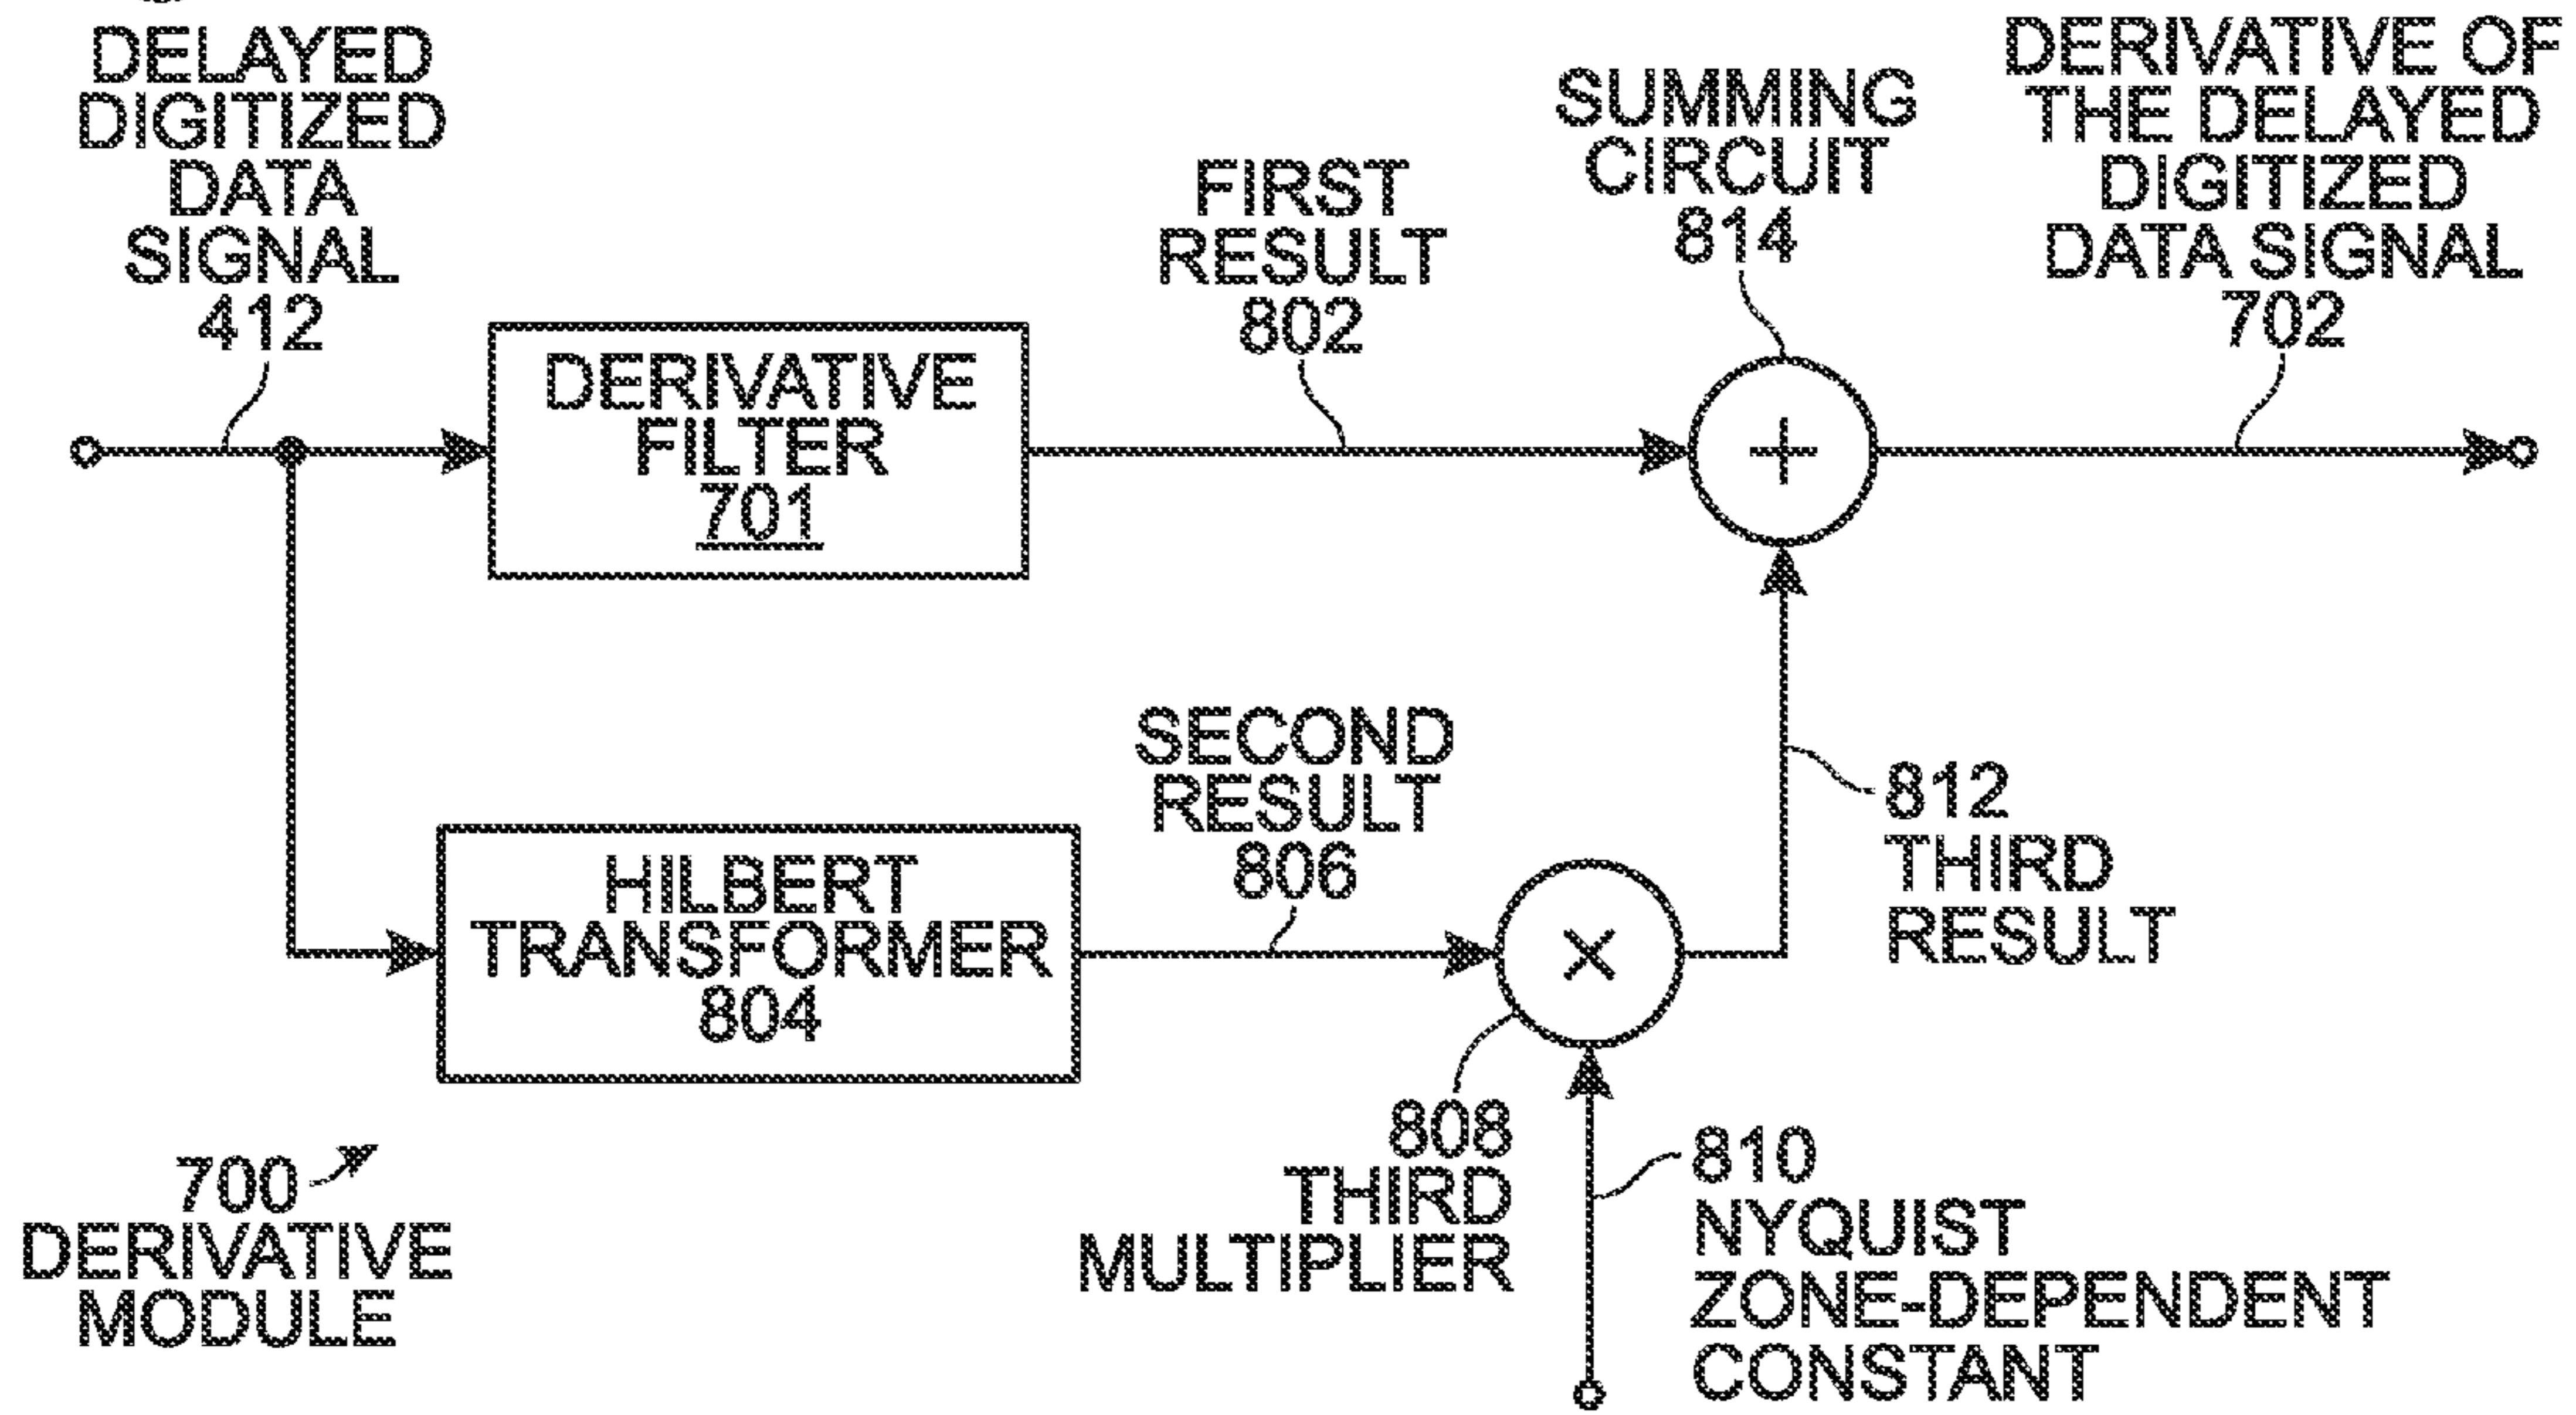 DELAYED
DIGITIZED
DATA
SIGNAL
412
DERIVATIVE
FILTER
701
FIRST
RESULT
802
SUMMING
CIRCUIT
814
+
DERIVATIVE OF
THE DELAYED
DIGITIZED
DATA SIGNAL
702
HILBERT
TRANSFORMER
804
SECOND
RESULT
806
×
812
THIRD
RESULT
808
THIRD
MULTIPLIER
810
NYQUIST
ZONE-DEPENDENT
CONSTANT
700
DERIVATIVE
MODULE